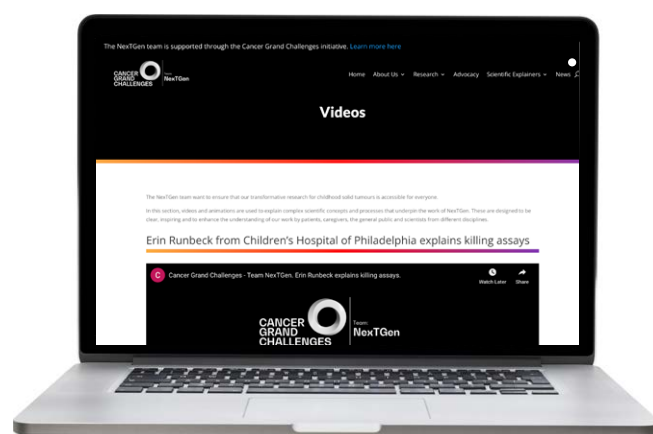 The NexTGen team is supported through the Cancer Grand Challenges initiative. Learn more here
CANCER
GRAND
CHALLENGES
Team:
NexTGen
Home About Us Research Advocacy Scientific Explainers News
Videos
The NexTGen team want to ensure that our transformative research for childhood solid tumours is accessible for everyone.
In this section, videos and animations are used to explain complex scientific concepts and processes that underpin the work of NexTGen. These are designed to be
clear, inspiring and to enhance the understanding of our work by patients, caregivers, the general public and scientists from different disciplines.
Erin Runbeck from Children's Hospital of Philadelphia explains killing assays
C
Cancer Grand Challenges - Team NexTGen. Erin Runbeck explains killing assays.
Watch Later Share
CANCER
GRAND
CHALLENGES
Team:
NexTGen